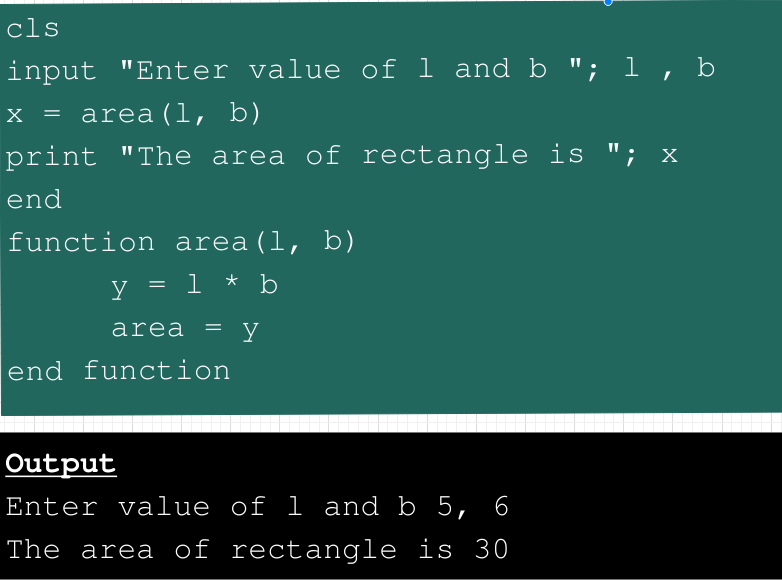 cls
input "Enter value of l and b "; l , b
x = area(l, b)
print "The area of rectangle is "; x
end
function area(l, b)
y = l * b
area = y
end function
Output
Enter value of l and b 5, 6
The area of rectangle is 30